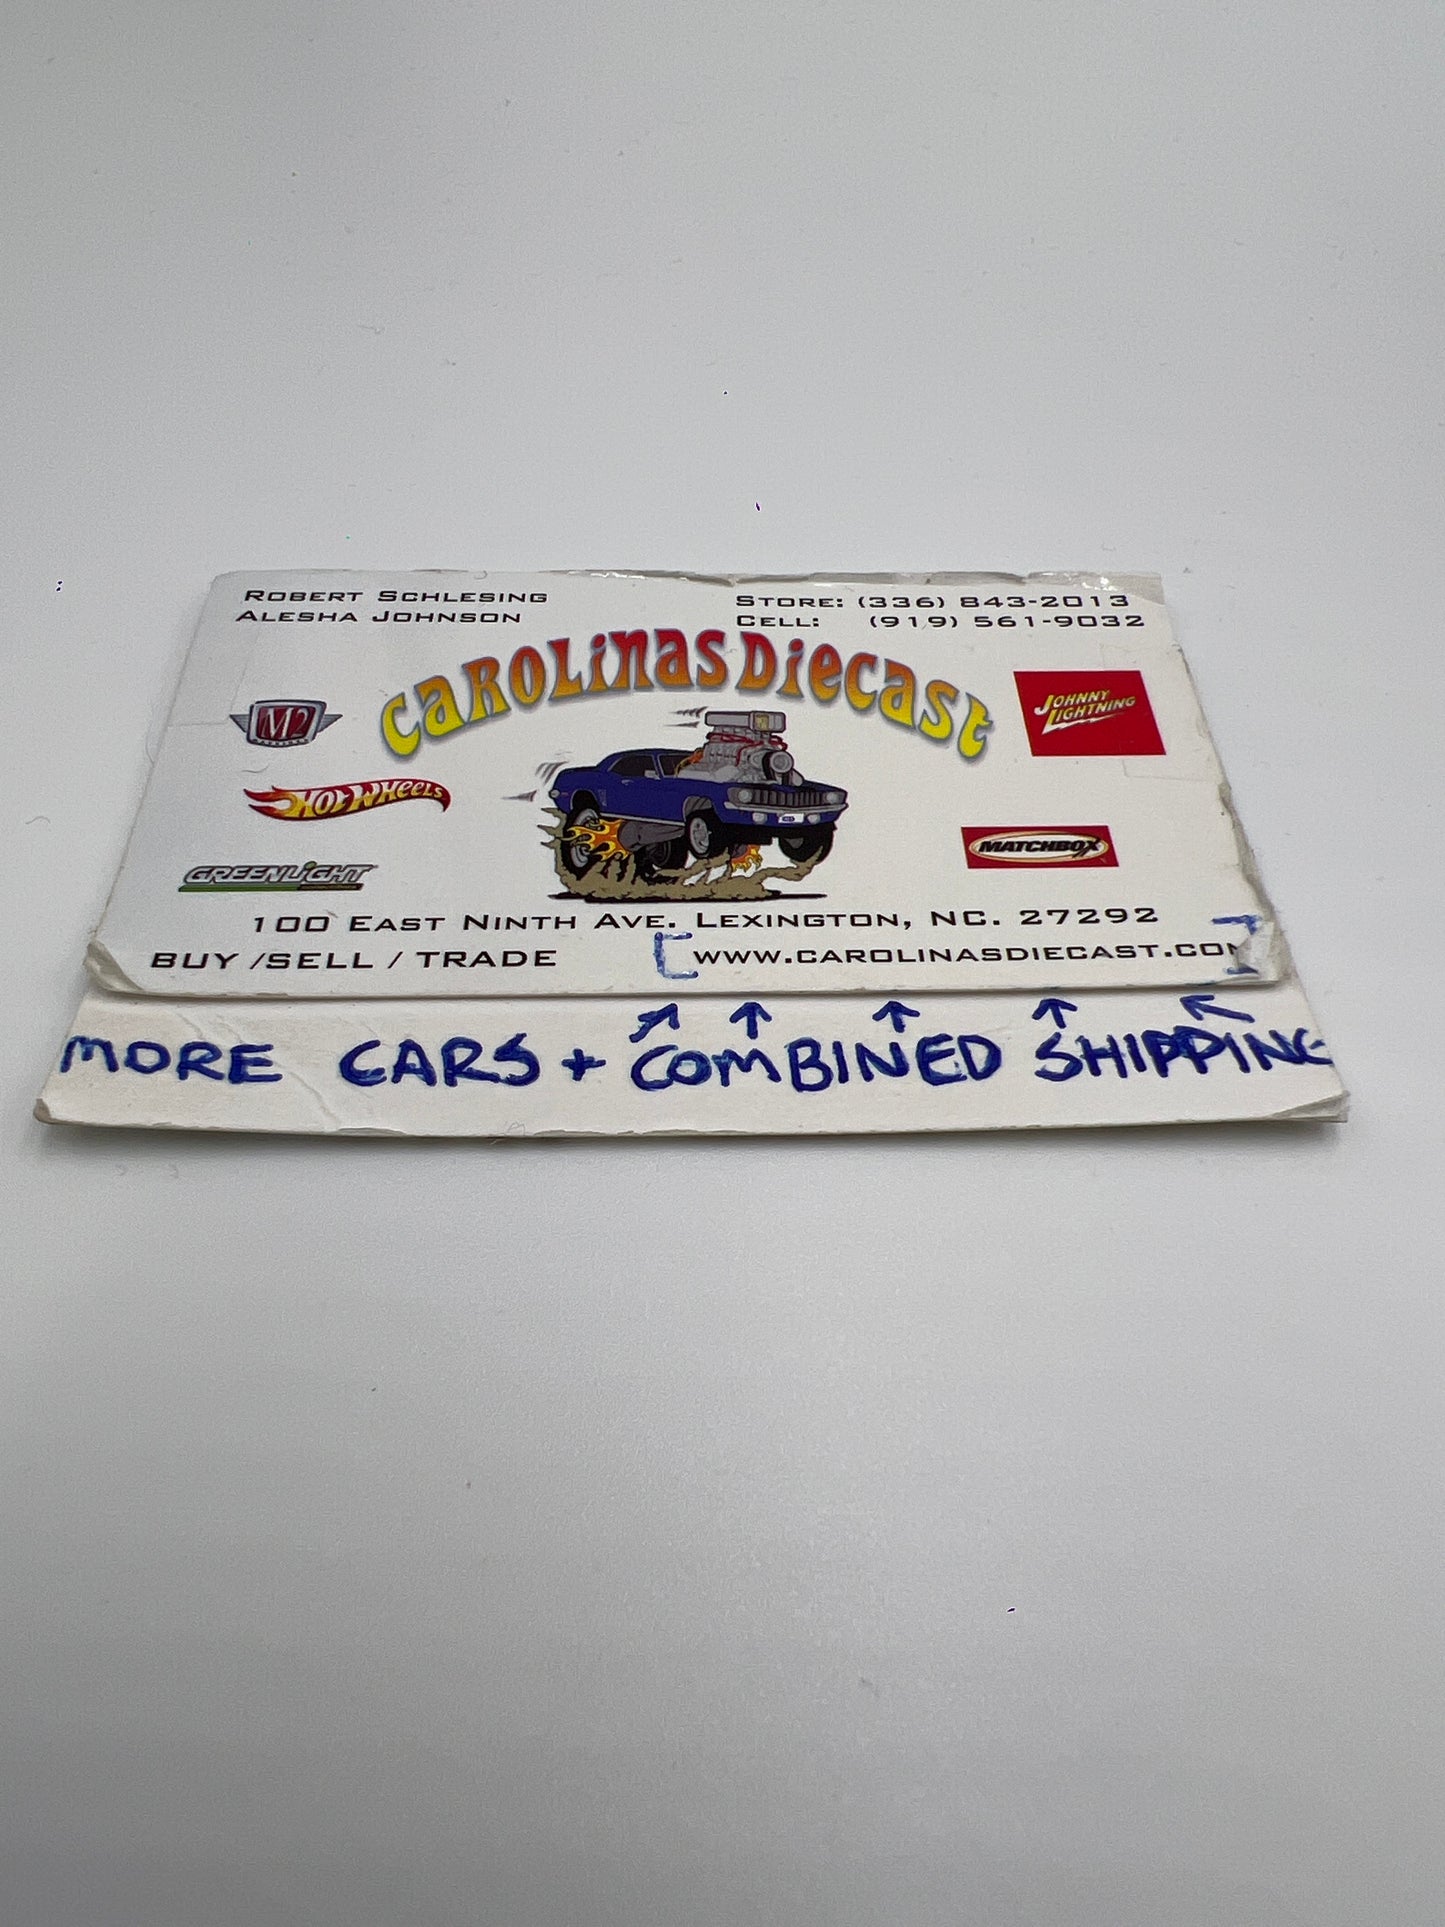 ROBERT SCHLESING
ALESHA JOHNSON
STORE: (336) 843-2013
CELL: (919) 561-9032
CAROLINAS DIECAST
M2
JOHNNY LIGHTNING
HOT WHEELS
MATCHBOX
GREENLIGHT
100 EAST NINTH AVE. LEXINGTON, NC. 27292
BUY /SELL / TRADE [WWW.CAROLINASDIECAST.COM]
MORE CARS + COMBINED SHIPPING